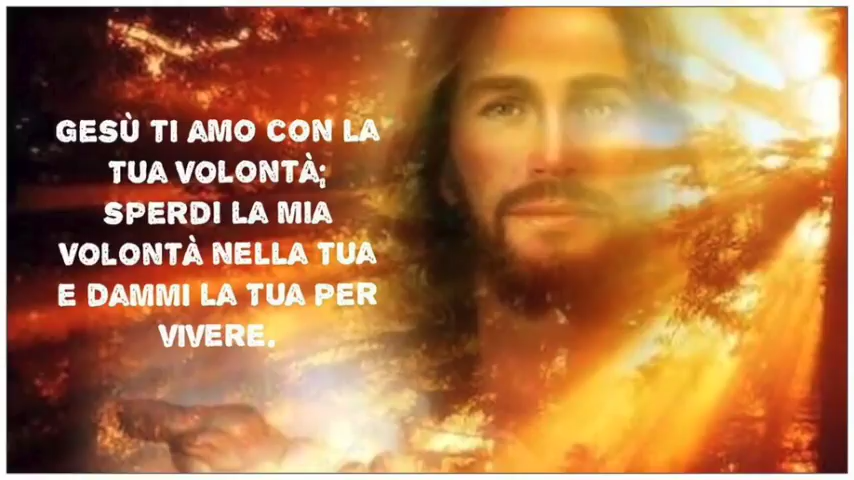 GESÙ TI AMO CON LA
TUA VOLONTÀ;
SPERDI LA MIA
VOLONTÀ NELLA TUA
E DAMMI LA TUA PER
VIVERE.